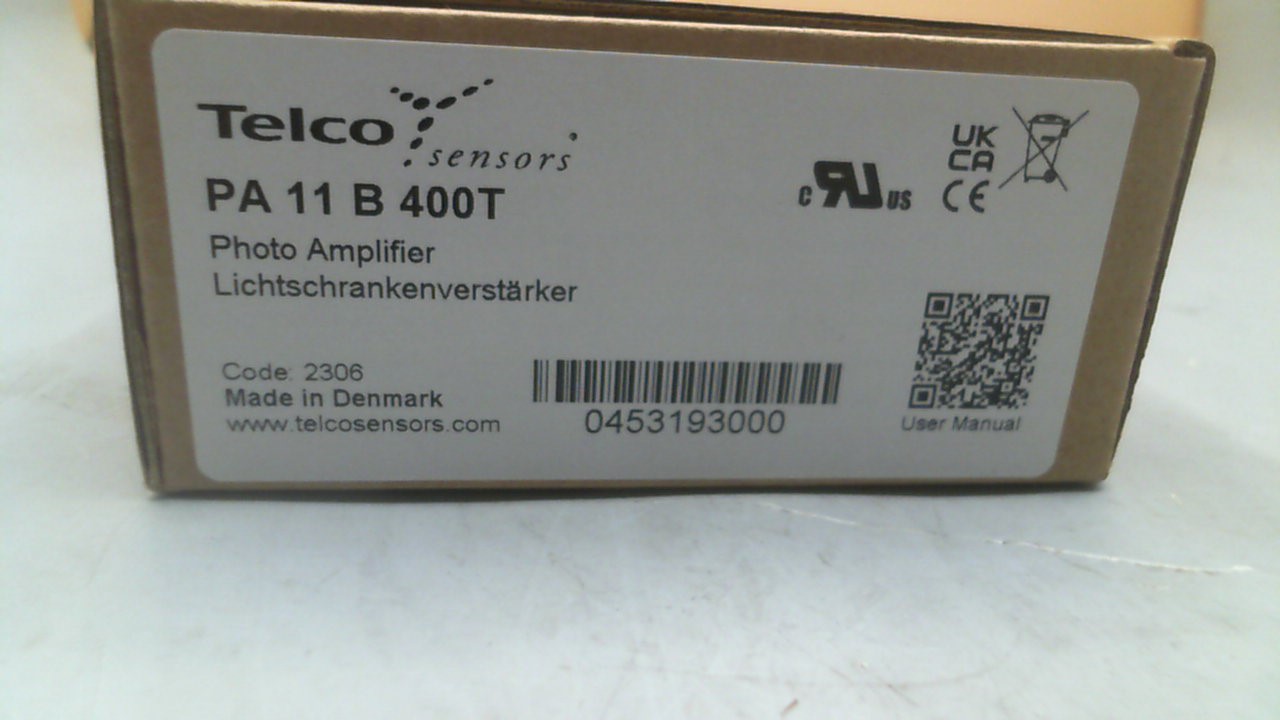 Telco
sensors
PA 11 B 400T
Photo Amplifier
Lichtschrankenverstärker
Code: 2306
Made in Denmark
www.telcosensors.com
0453193000
c RU US
UK
CA
CE
User Manual